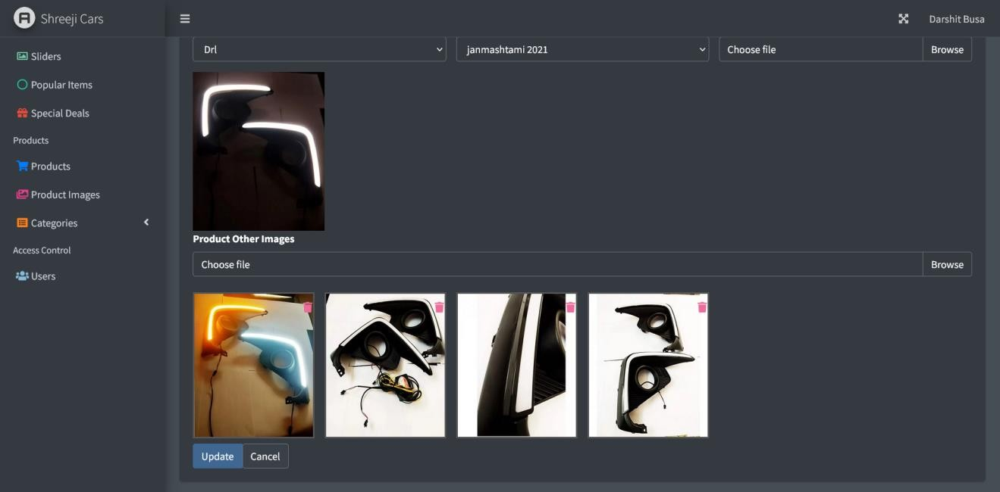 Shreeji Cars
Darshit Busa
Sliders
Popular Items
Special Deals
Products
Products
Product Images
Categories
Access Control
Users
Drl
janmashtami 2021
Choose file
Browse
Product Other Images
Choose file
Browse
Update
Cancel